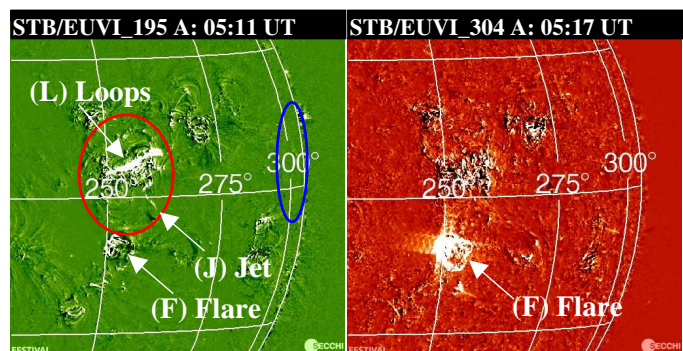 STB/EUVI_195 A: 05:11 UT
(L) Loops
300°
250°
275°
(J) Jet
(F) Flare
FESTIVAL
SECCHI
STB/EUVI_304 A: 05:17 UT
300°
250°
275°
(F) Flare
FESTIVAL
SECCHI